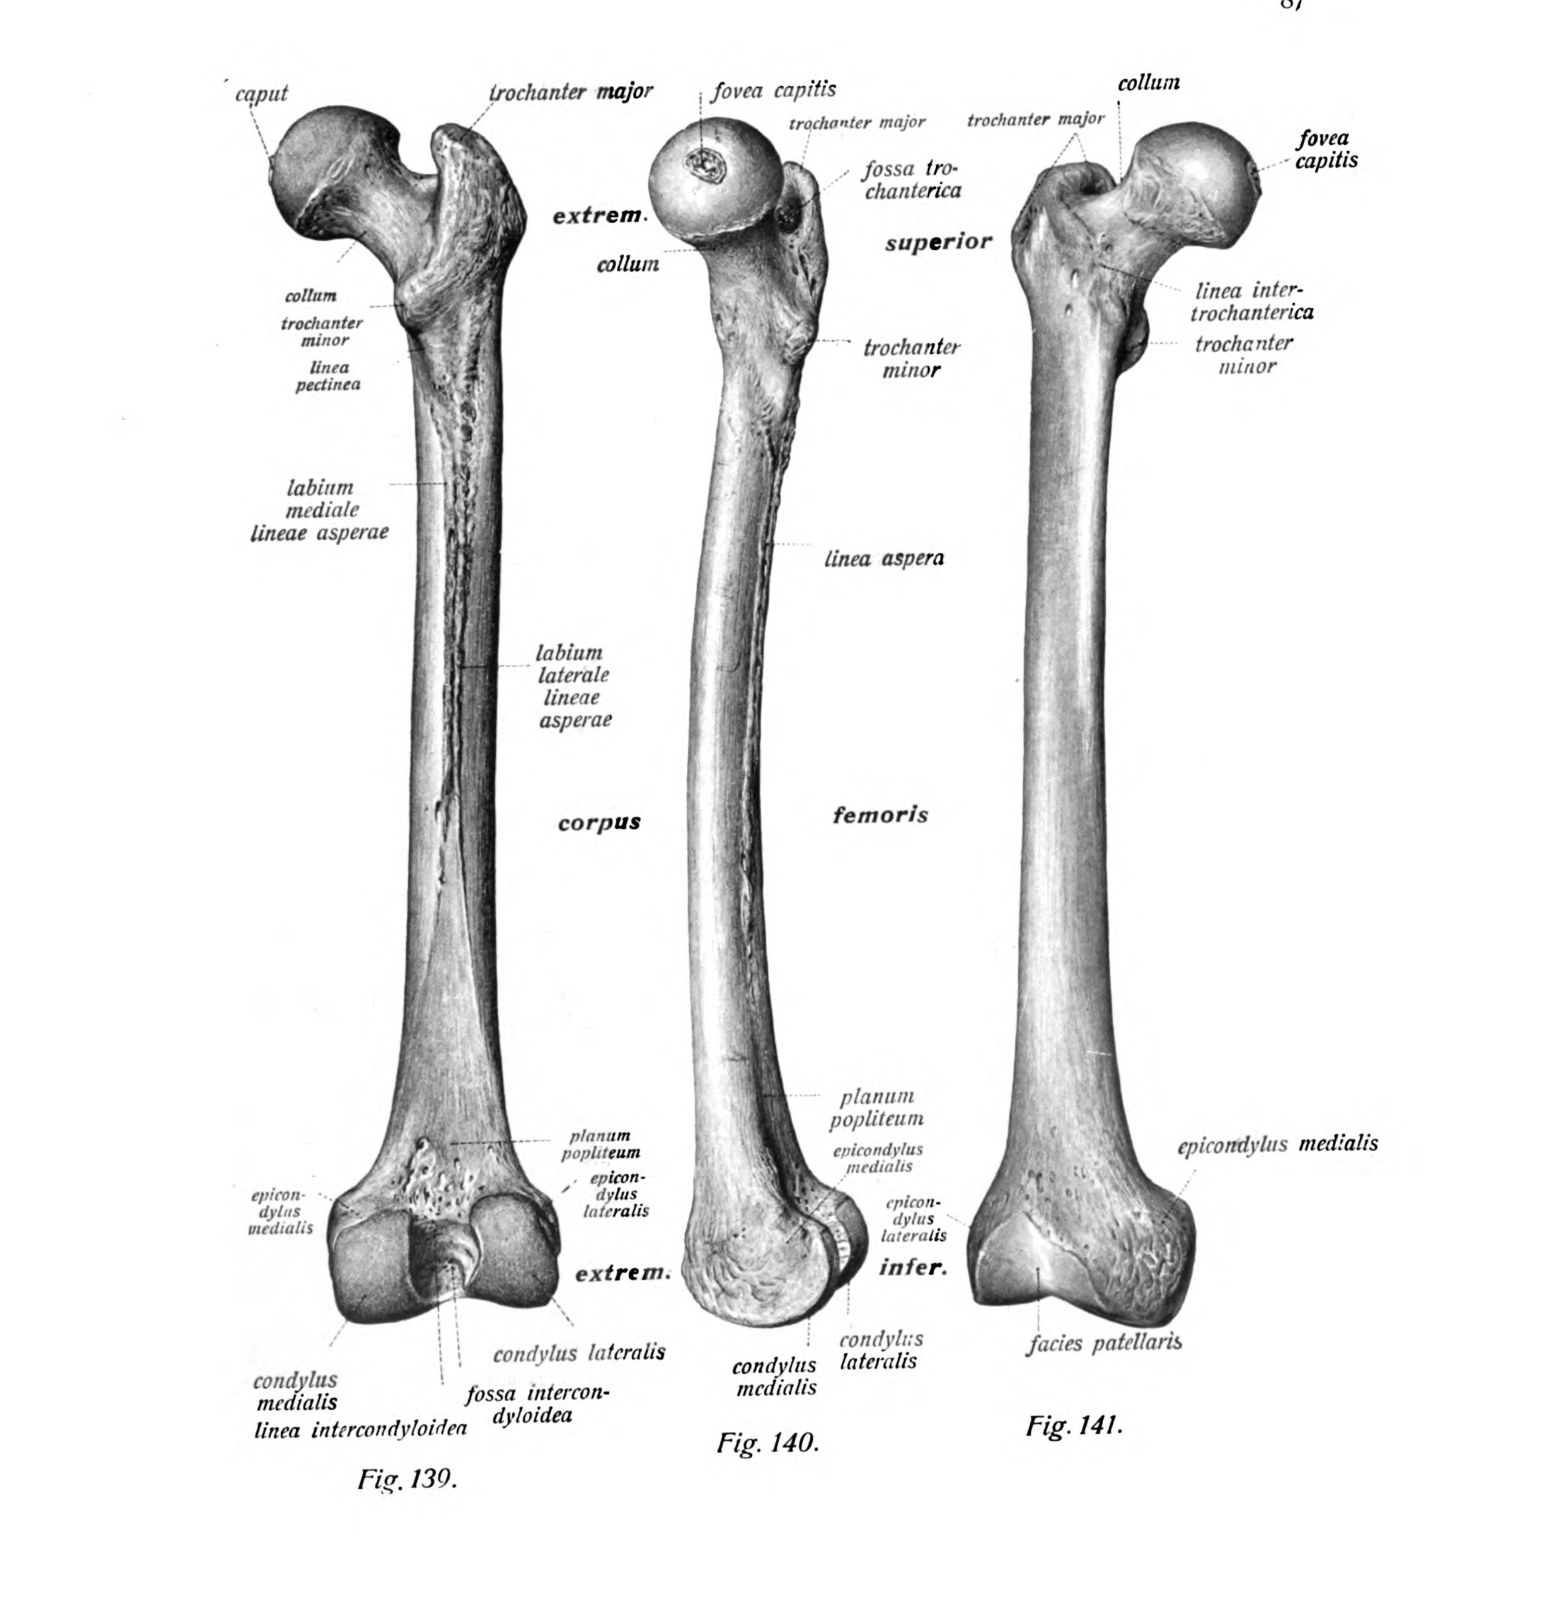 87
caput
trochanter major
collum
trochanter
minor
linea
pectinea
labium
mediale
lineae asperae
labium
laterale
lineae
asperae
planum
popliteum
epicon-
dylus
medialis
epicon-
dylus
lateralis
condylus
medialis
linea intercondyloidea
condylus lateralis
fossa intercon-
dyloidea
Fig. 139.
extrem.
superior
corpus
femoris
extrem.
infer.
fovea capitis
trochanter major
fossa tro-
chanterica
collum
trochanter
minor
linea aspera
planum
popliteum
epicondylus
medialis
condylus
medialis
condylus
lateralis
Fig. 140.
collum
trochanter major
fovea
capitis
linea inter-
trochanterica
trochanter
minor
epicondylus medialis
epicon-
dylus
lateralis
facies patellaris
Fig. 141.